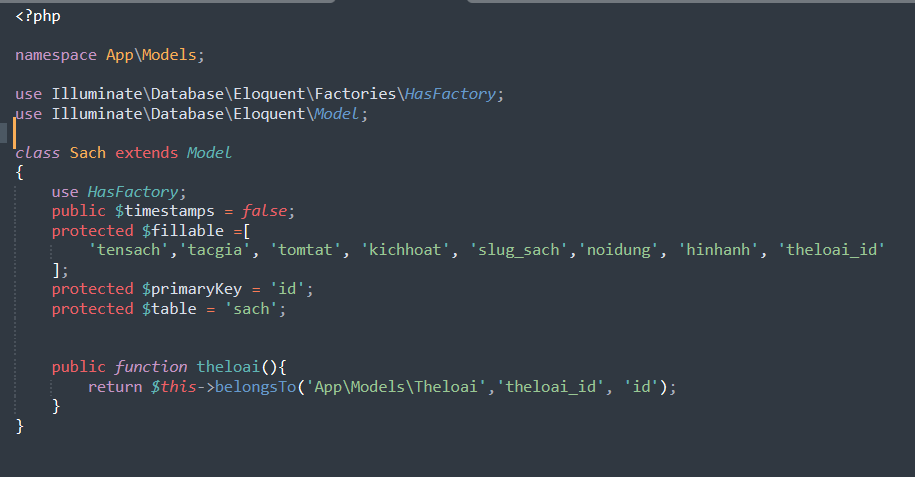 <?php
namespace App\Models;
use Illuminate\Database\Eloquent\Factories\HasFactory;
use Illuminate\Database\Eloquent\Model;
class Sach extends Model
{
    use HasFactory;
    public $timestamps = false;
    protected $fillable =[
        'tensach','tacgia', 'tomtat', 'kichhoat', 'slug_sach','noidung', 'hinhanh', 'theloai_id'
    ];
    protected $primaryKey = 'id';
    protected $table = 'sach';
    public function theloai(){
        return $this->belongsTo('App\Models\Theloai','theloai_id', 'id');
    }
}